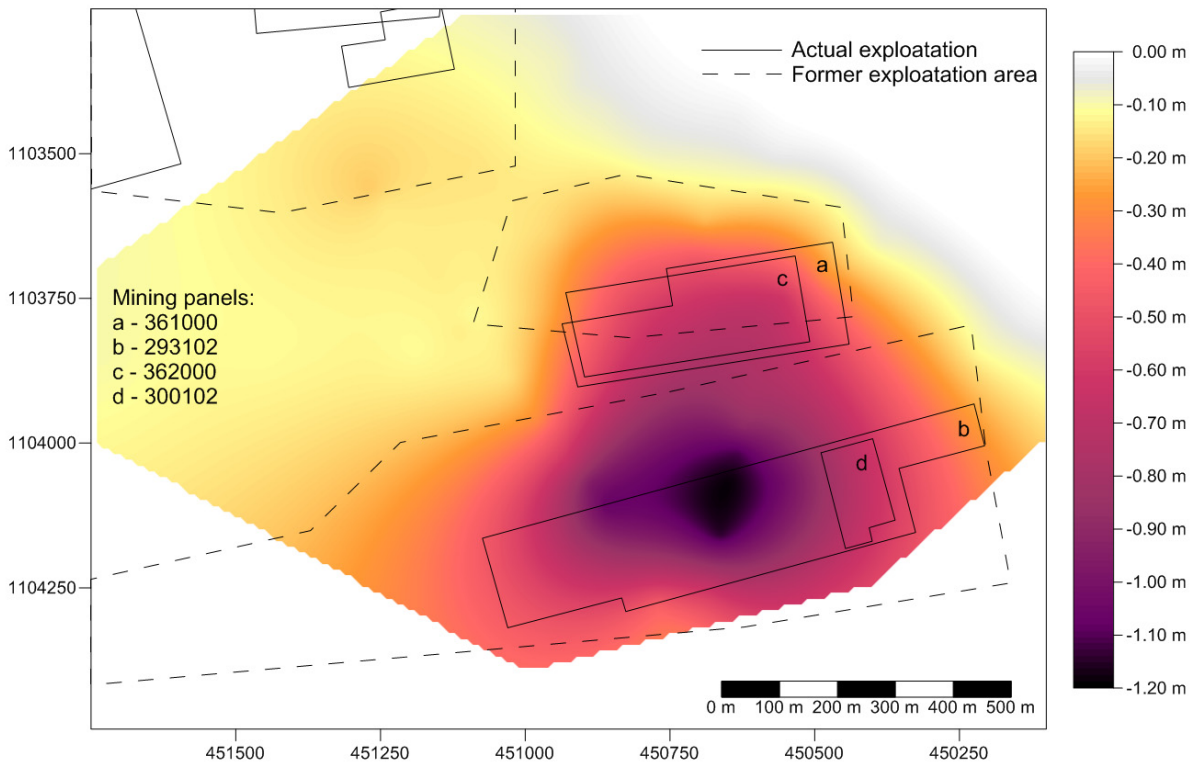 Actual exploatation
Former exploatation area
0.00 m
-0.10 m
-0.20 m
-0.30 m
-0.40 m
-0.50 m
-0.60 m
-0.70 m
-0.80 m
-0.90 m
-1.00 m
-1.10 m
-1.20 m
1103500
1103750
1104000
1104250
Mining panels:
a - 361000
b - 293102
c - 362000
d - 300102
a
c
b
d
0 m 100 m 200 m 300 m 400 m 500 m
451500 451250 451000 450750 450500 450250